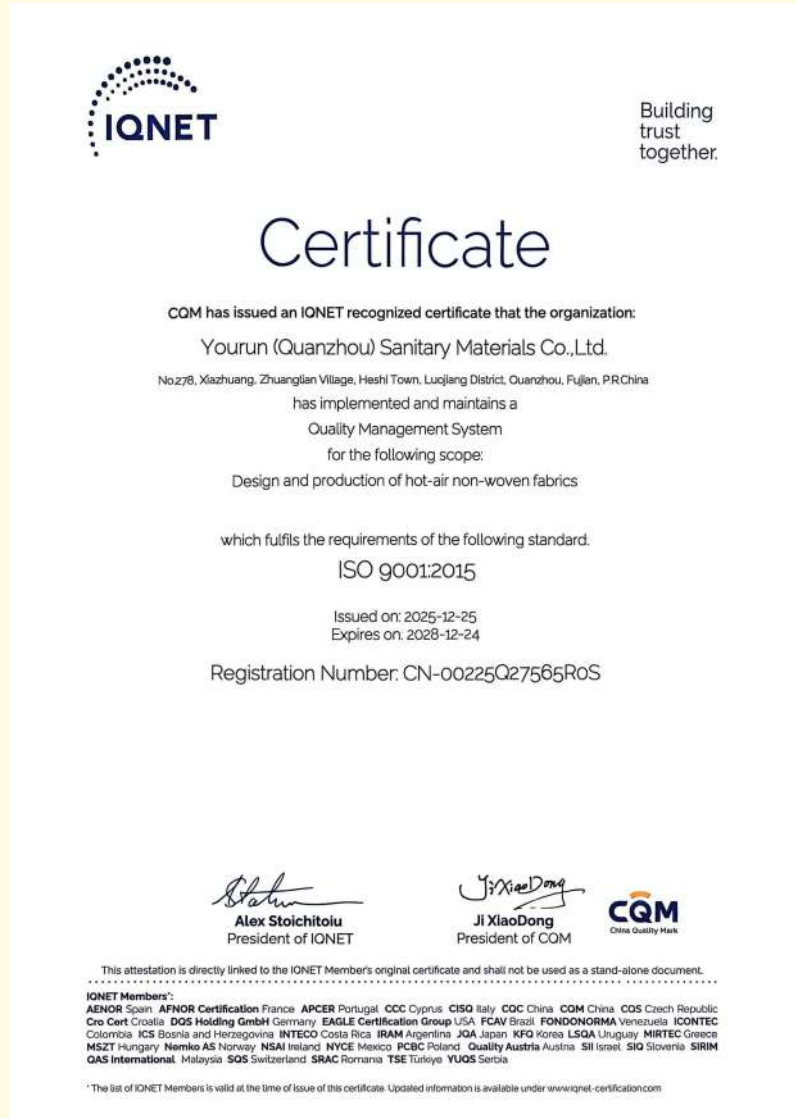 IQNET
Building
trust
together.
Certificate
CQM has issued an IQNET recognized certificate that the organization:
Yourun (Quanzhou) Sanitary Materials Co.,Ltd.
No.278, Xiazhuang, Zhuanglian Village, Heshi Town, Luojiang District, Quanzhou, Fujian, P.R.China
has implemented and maintains a
Quality Management System
for the following scope:
Design and production of hot-air non-woven fabrics
which fulfils the requirements of the following standard:
ISO 9001:2015
Issued on: 2025-12-25
Expires on: 2028-12-24
Registration Number: CN-00225Q27565R0S
Alex Stoichitoiu
President of IQNET
Ji XiaoDong
Ji XiaoDong
President of CQM
CQM
China Quality Mark
This attestation is directly linked to the IQNET Member's original certificate and shall not be used as a stand-alone document.
IQNET Members*:
AENOR Spain AFNOR Certification France APCER Portugal CCC Cyprus CISQ Italy CQC China CQM China CQS Czech Republic
Cro Cert Croatia DQS Holding GmbH Germany EAGLE Certification Group USA FCAV Brazil FONDONORMA Venezuela ICONTEC
Colombia ICS Bosnia and Herzegovina INTECO Costa Rica IRAM Argentina JQA Japan KFQ Korea LSQA Uruguay MIRTEC Greece
MSZT Hungary Nemko AS Norway NSAI Ireland NYCE Mexico PCBC Poland Quality Austria Austria SII Israel SIQ Slovenia SIRIM
QAS International Malaysia SQS Switzerland SRAC Romania TSE Türkiye YUQS Serbia
* The list of IQNET Members is valid at the time of issue of this certificate. Updated information is available under www.iqnet-certification.com